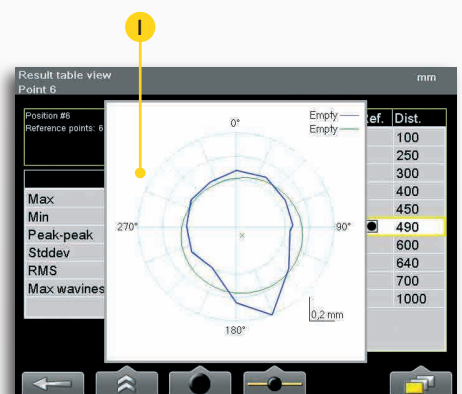 I
Result table view
mm
Point 6
Position #6
Reference points: 6
Max
Min
Peak-peak
Stddev
RMS
Max wavines
0°
90°
180°
270°
Empty
Empty
0,2 mm
ef.
Dist.
100
250
300
400
450
490
600
640
700
1000